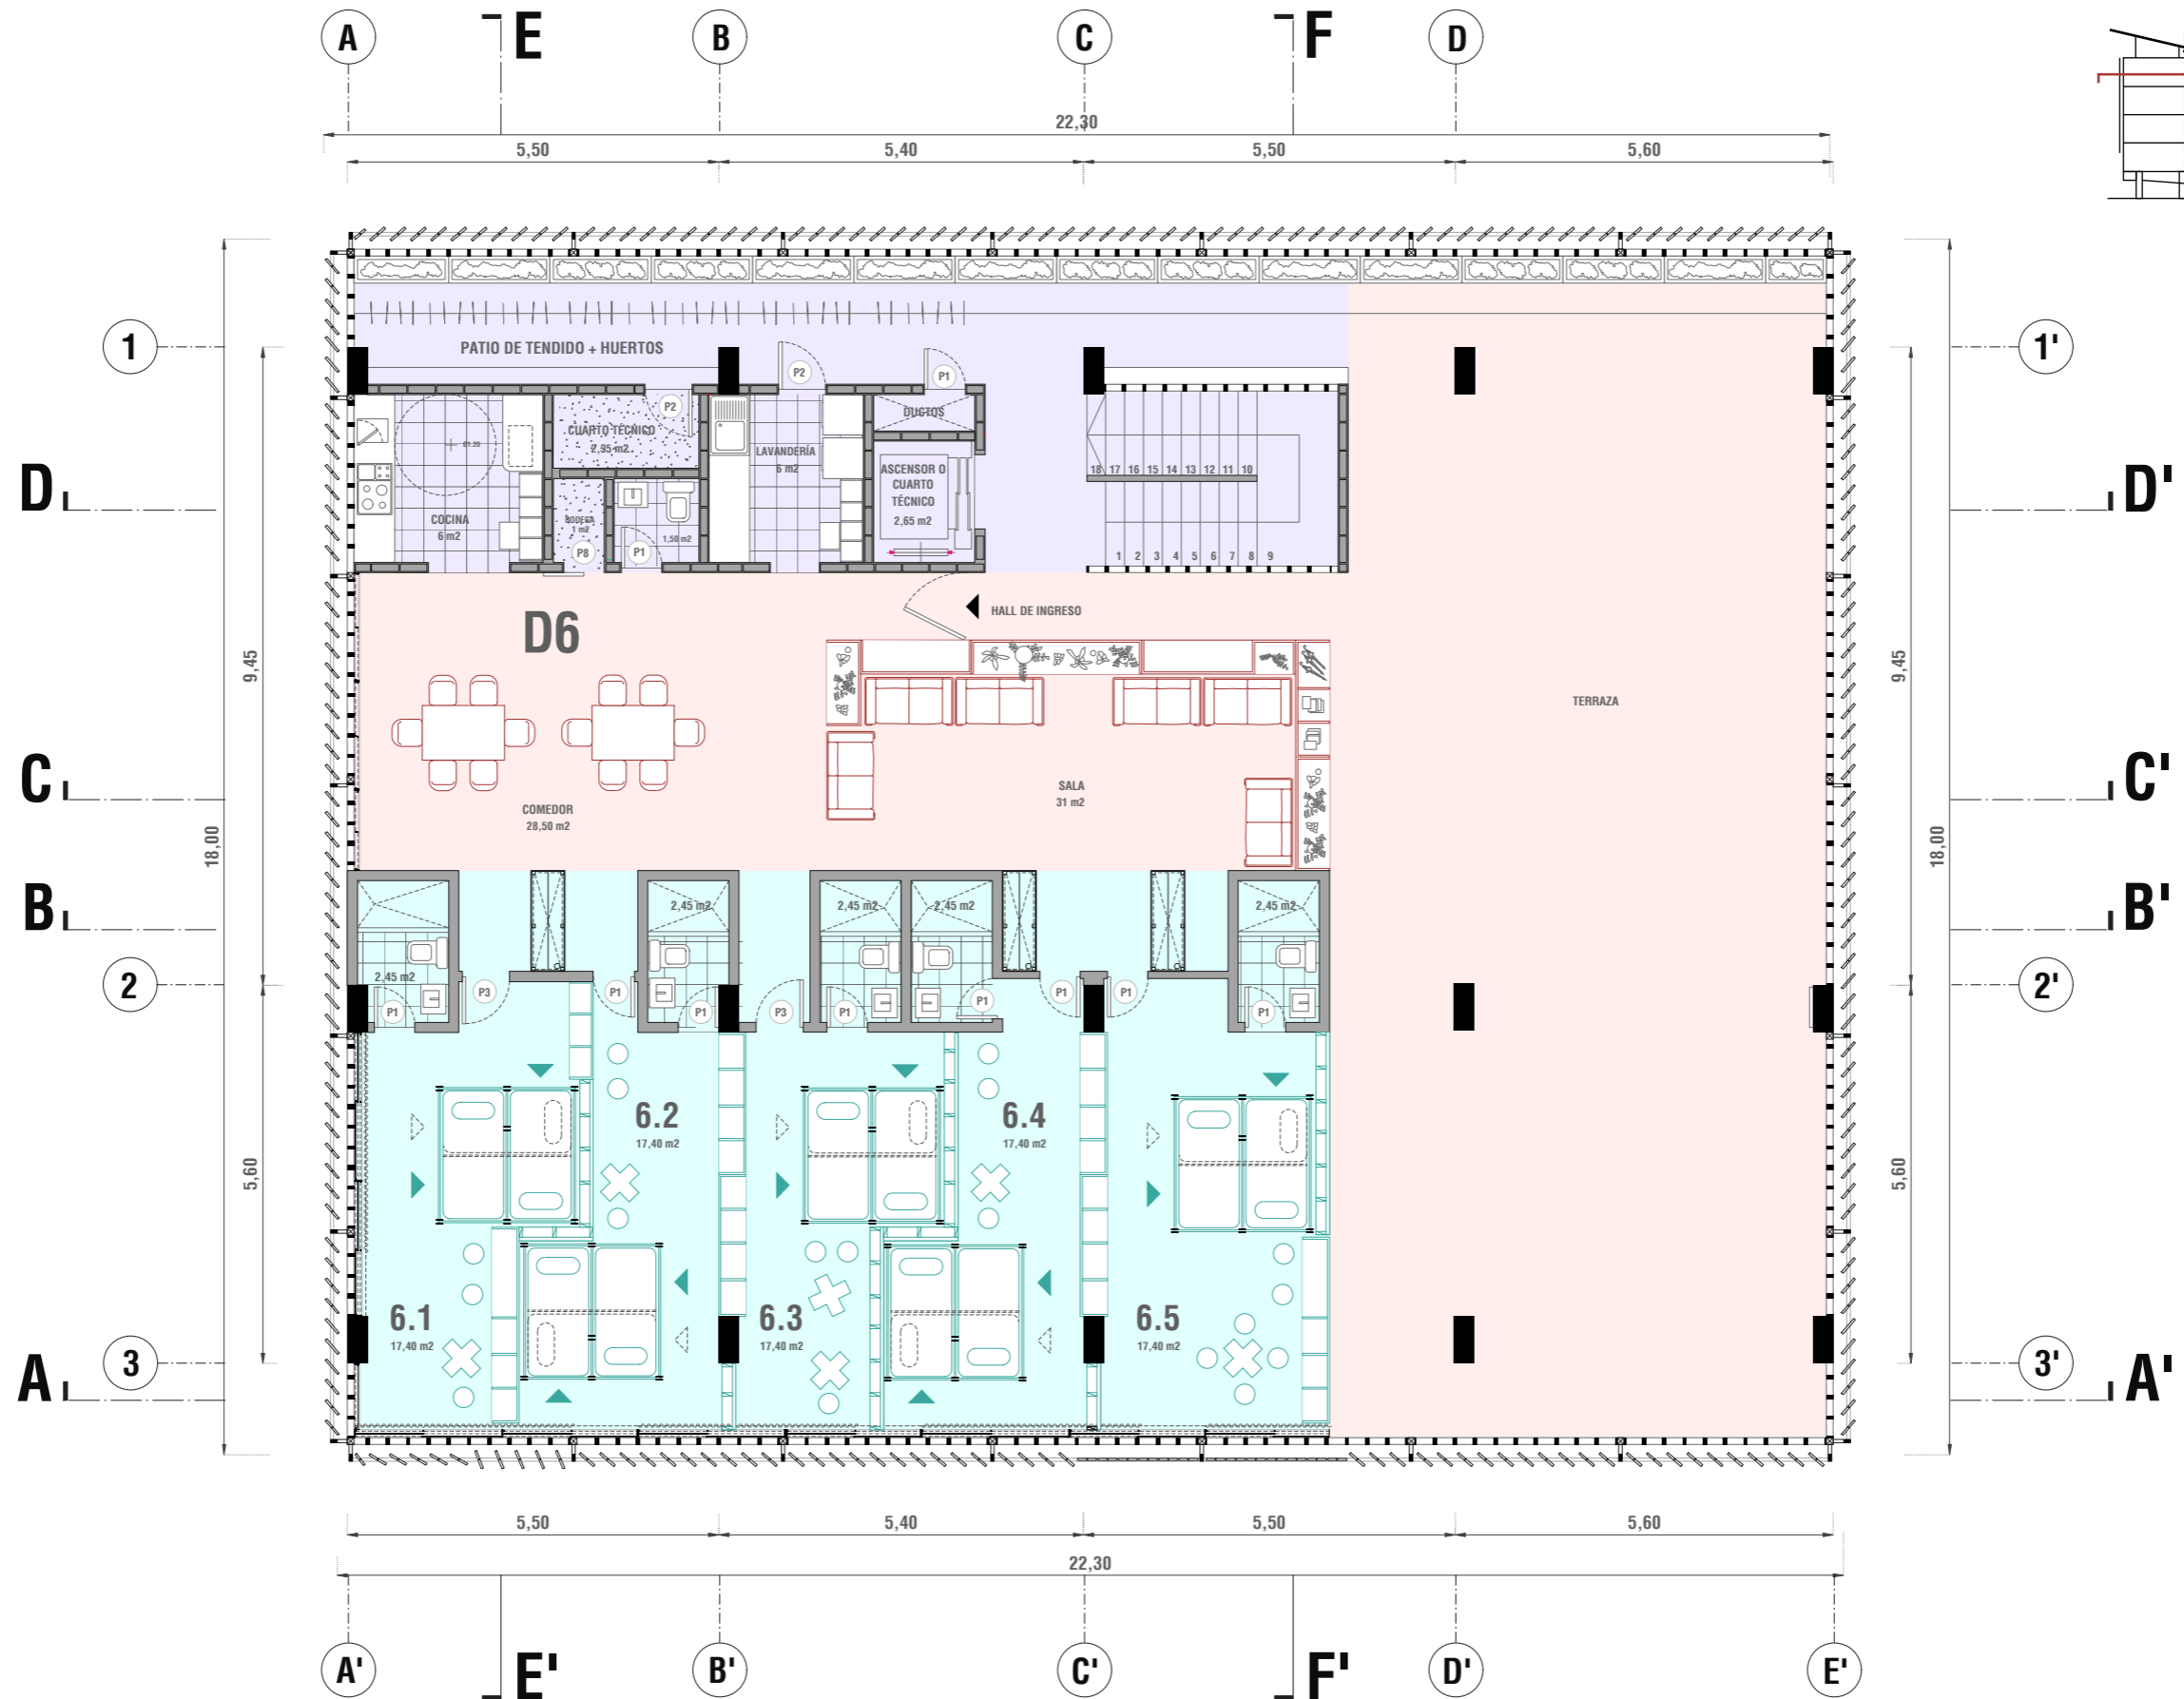 A E B C F D
22,30
5,50 5,40 5,50 5,60
1 1'
PATIO DE TENDIDO + HUERTOS
P2 P1
P2
DUCTOS
CUARTO TÉCNICO
2,35 m2
LAVANDERÍA
6 m2
ASCENSOR O
CUARTO
TÉCNICO
2,65 m2
18 17 16 15 14 13 12 11 10
D D'
COCINA
6 m2
BODEGA
1 m2
1,50 m2
P8 P1
1 2 3 4 5 6 7 8 9
HALL DE INGRESO
D6
9,45 9,45
TERRAZA
C C'
SALA
31 m2
COMEDOR
28,50 m2
18,00 18,00
B B'
2,45 m2 2,45 m2 2,45 m2 2,45 m2
2,45 m2
2 2'
P3 P1 P1 P1
P1 P1 P3 P1 P1 P1
6.2
17,40 m2
6.4
17,40 m2
5,60 5,60
6.1
17,40 m2
6.3
17,40 m2
6.5
17,40 m2
3 3'
A A'
5,50 5,40 5,50 5,60
22,30
A' E' B' C' F' D' E'